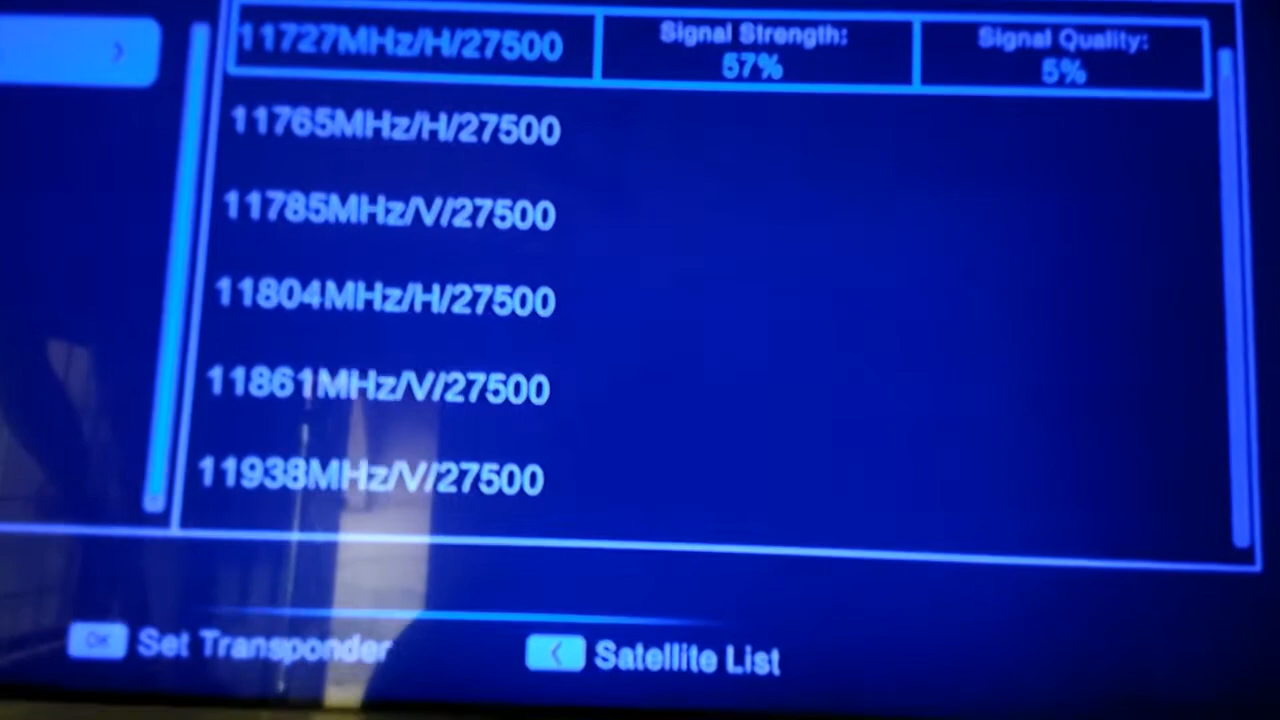 11727MHz/H/27500 Signal Strength: 57% Signal Quality: 5%
11765MHz/H/27500
11785MHz/V/27500
11804MHz/H/27500
11861MHz/V/27500
11938MHz/V/27500
OK Set Transponder < Satellite List